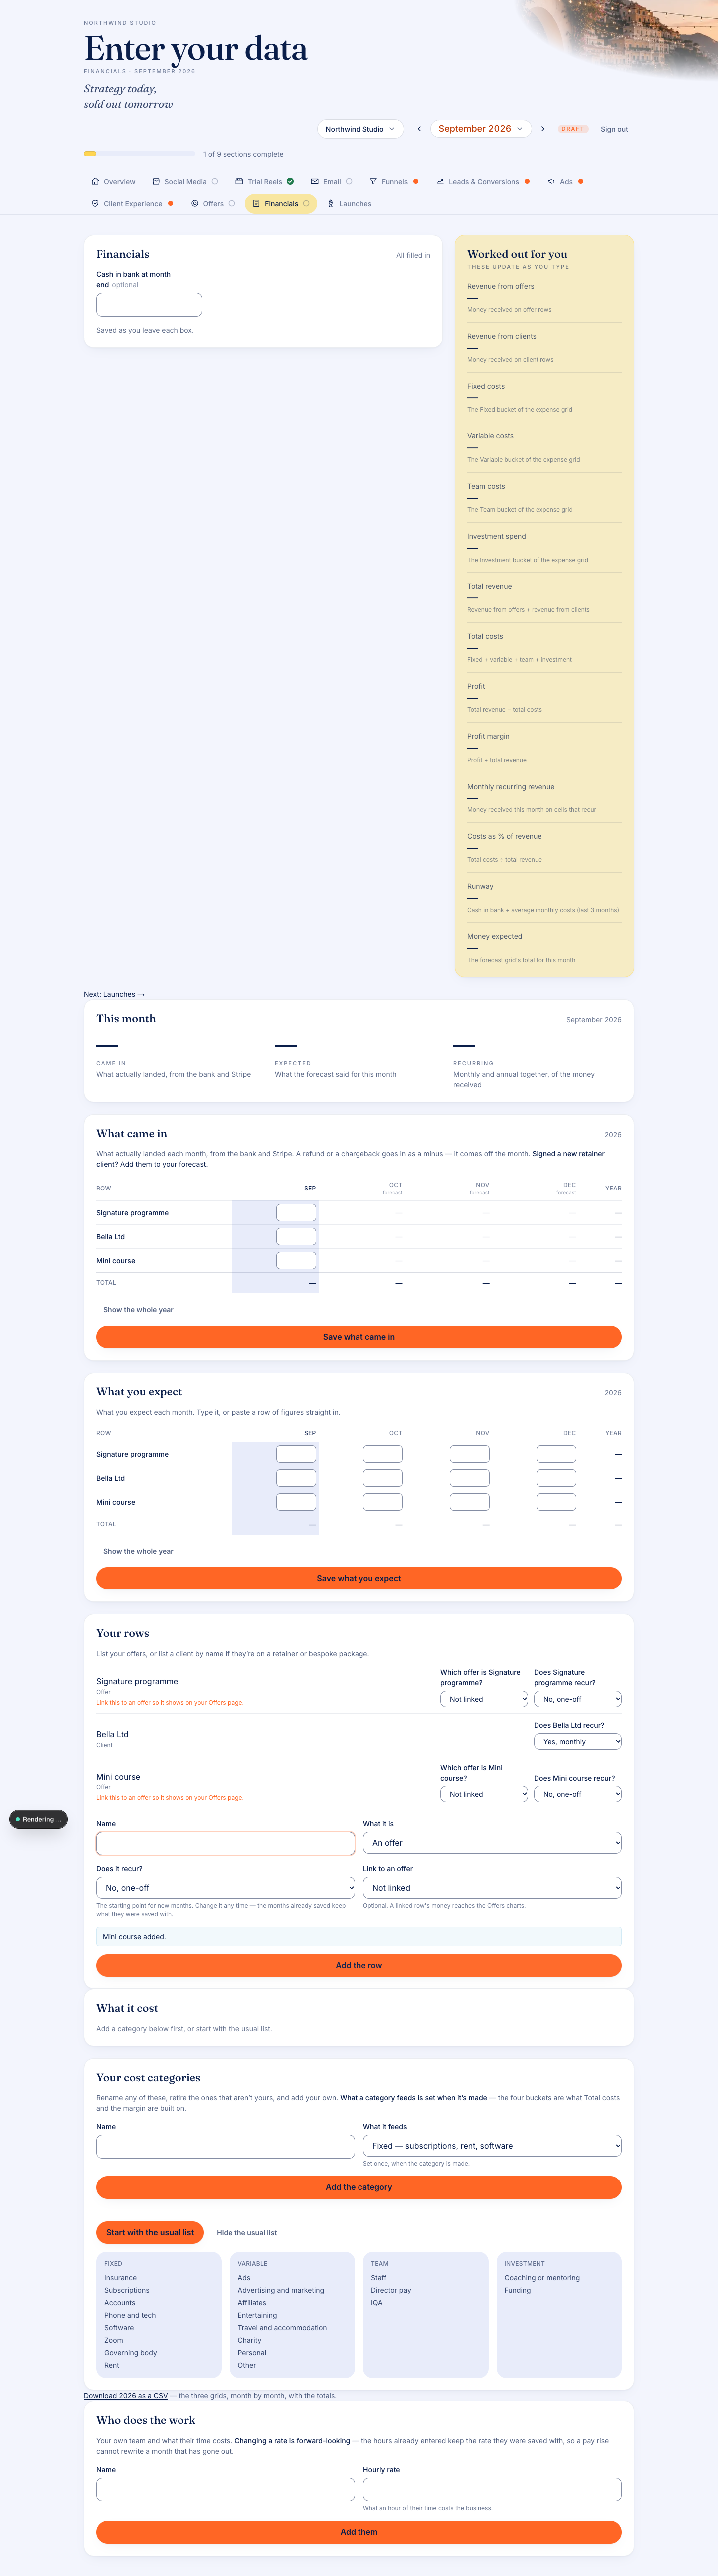 NORTHWIND STUDIO
Enter your data
FINANCIALS · SEPTEMBER 2026
Strategy today,
sold out tomorrow
Northwind Studio
September 2026
DRAFT
Sign out
1 of 9 sections complete
Overview
Social Media
Trial Reels
Email
Funnels
Leads & Conversions
Ads
Client Experience
Offers
Financials
Launches
Financials
All filled in
Cash in bank at month
end optional
Saved as you leave each box.
Worked out for you
THESE UPDATE AS YOU TYPE
Revenue from offers
—
Money received on offer rows
Revenue from clients
—
Money received on client rows
Fixed costs
—
The Fixed bucket of the expense grid
Variable costs
—
The Variable bucket of the expense grid
Team costs
—
The Team bucket of the expense grid
Investment spend
—
The Investment bucket of the expense grid
Total revenue
—
Revenue from offers + revenue from clients
Total costs
—
Fixed + variable + team + investment
Profit
—
Total revenue − total costs
Profit margin
—
Profit ÷ total revenue
Monthly recurring revenue
—
Money received this month on cells that recur
Costs as % of revenue
—
Total costs ÷ total revenue
Runway
—
Cash in bank ÷ average monthly costs (last 3 months)
Money expected
—
The forecast grid's total for this month
Next: Launches →
This month
September 2026
— — —
CAME IN EXPECTED RECURRING
What actually landed, from the bank and Stripe
What the forecast said for this month
Monthly and annual together, of the money
received
What came in
2026
What actually landed each month, from the bank and Stripe. A refund or a chargeback goes in as a minus — it comes off the month. Signed a new retainer
client? Add them to your forecast.
ROW SEP OCT NOV DEC YEAR
forecast forecast forecast
Signature programme — — — —
Bella Ltd — — — —
Mini course — — — —
TOTAL — — — — —
Show the whole year
Save what came in
What you expect
2026
What you expect each month. Type it, or paste a row of figures straight in.
ROW SEP OCT NOV DEC YEAR
Signature programme —
Bella Ltd —
Mini course —
TOTAL — — — — —
Show the whole year
Save what you expect
Your rows
List your offers, or list a client by name if they're on a retainer or bespoke package.
Signature programme
Offer
Link this to an offer so it shows on your Offers page.
Which offer is Signature
programme?
Not linked
Does Signature
programme recur?
No, one-off
Bella Ltd
Client
Does Bella Ltd recur?
Yes, monthly
Mini course
Offer
Link this to an offer so it shows on your Offers page.
Which offer is Mini
course?
Not linked
Does Mini course recur?
No, one-off
Rendering
Name
What it is
An offer
Does it recur?
No, one-off
The starting point for new months. Change it any time — the months already saved keep
what they were saved with.
Link to an offer
Not linked
Optional. A linked row's money reaches the Offers charts.
Mini course added.
Add the row
What it cost
Add a category below first, or start with the usual list.
Your cost categories
Rename any of these, retire the ones that aren't yours, and add your own. What a category feeds is set when it's made — the four buckets are what Total costs
and the margin are built on.
Name
What it feeds
Fixed — subscriptions, rent, software
Set once, when the category is made.
Add the category
Start with the usual list
Hide the usual list
FIXED
Insurance
Subscriptions
Accounts
Phone and tech
Software
Zoom
Governing body
Rent
VARIABLE
Ads
Advertising and marketing
Affiliates
Entertaining
Travel and accommodation
Charity
Personal
Other
TEAM
Staff
Director pay
IQA
INVESTMENT
Coaching or mentoring
Funding
Download 2026 as a CSV — the three grids, month by month, with the totals.
Who does the work
Your own team and what their time costs. Changing a rate is forward-looking — the hours already entered keep the rate they were saved with, so a pay rise
cannot rewrite a month that has gone out.
Name
Hourly rate
What an hour of their time costs the business.
Add them